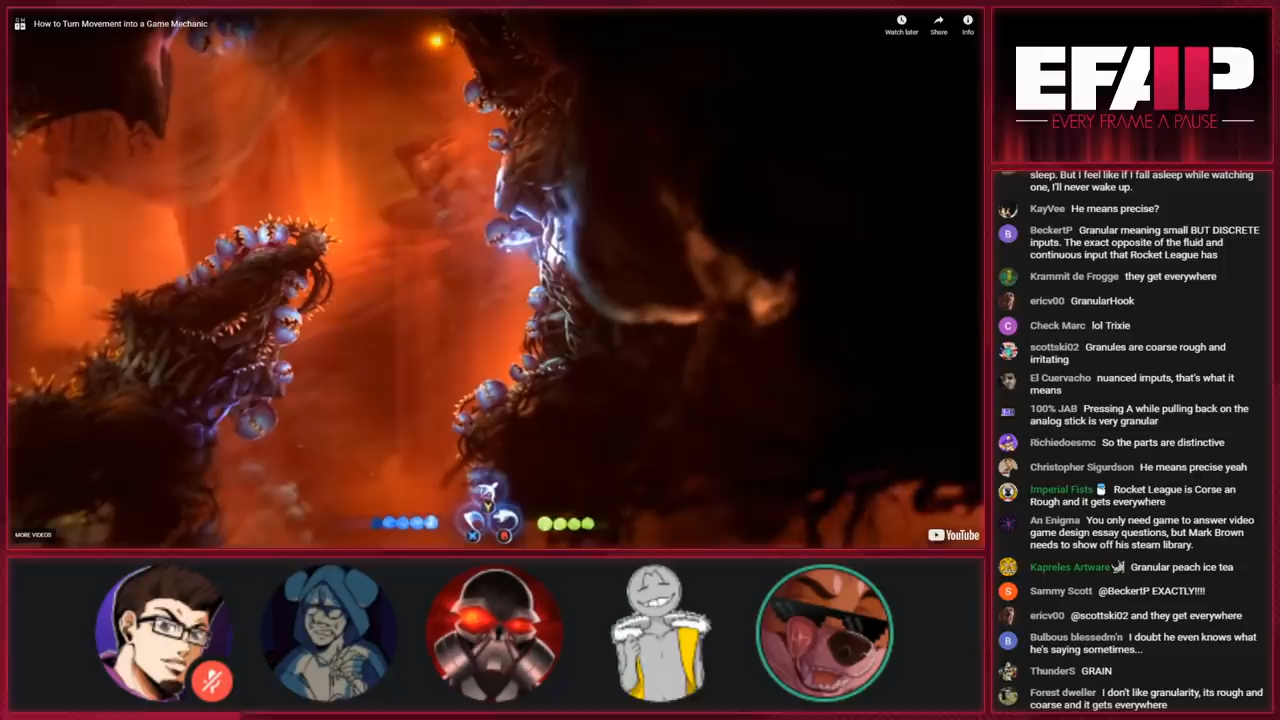 How to Turn Movement into a Game Mechanic
Watch later
Share
Info
MORE VIDEOS
YouTube
X
Y
EFAP
EVERY FRAME A PAUSE
sleep. But I feel like if I fall asleep while watching
one, I'll never wake up.
KayVee He means precise?
BeckertP Granular meaning small BUT DISCRETE
inputs. The exact opposite of the fluid and
continuous input that Rocket League has
Krammit de Frogge they get everywhere
ericv00 GranularHook
Check Marc lol Trixie
scottski02 Granules are coarse rough and
irritating
El Cuervacho nuanced imputs, that's what it
means
100% JAB Pressing A while pulling back on the
analog stick is very granular
Richiedoesmc So the parts are distinctive
Christopher Sigurdson He means precise yeah
Imperial Fists Rocket League is Corse an
Rough and it gets everywhere
An Enigma You only need game to answer video
game design essay questions, but Mark Brown
needs to show off his steam library.
Kapreles Artware Granular peach ice tea
Sammy Scott @BeckertP EXACTLY!!!!
ericv00 @scottski02 and they get everywhere
Bulbous blessedm'n I doubt he even knows what
he's saying sometimes...
ThunderS GRAIN
Forest dweller I don't like granularity, its rough and
coarse and it gets everywhere